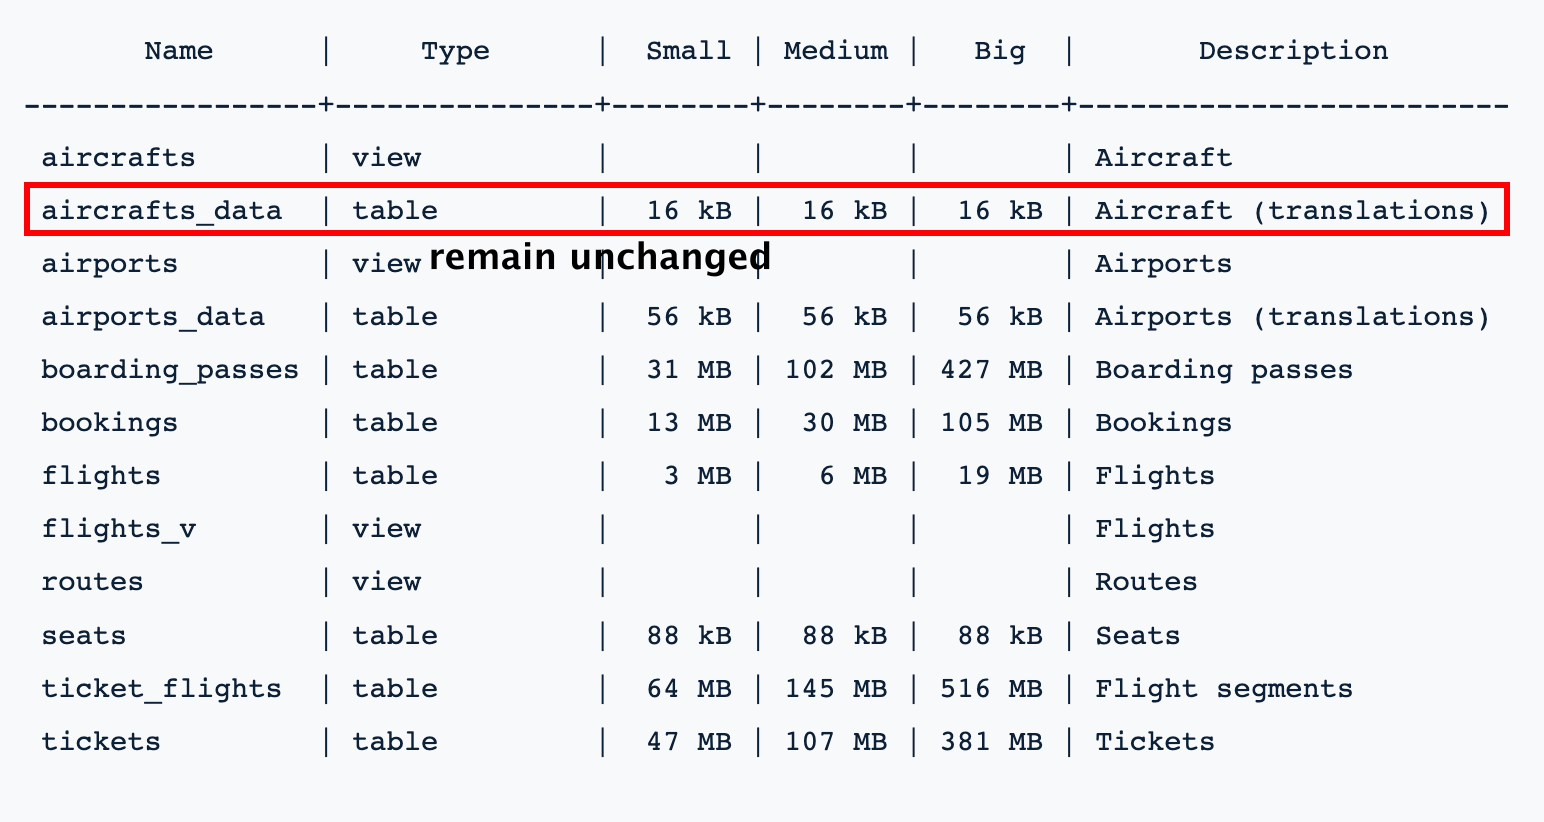 Name | Type | Small | Medium | Big | Description
-----------------+---------------+--------+--------+--------+-------------------------
aircrafts | view | | | | Aircraft
aircrafts_data | table | 16 kB | 16 kB | 16 kB | Aircraft (translations)
remain unchanged
airports | view | | | | Airports
airports_data | table | 56 kB | 56 kB | 56 kB | Airports (translations)
boarding_passes | table | 31 MB | 102 MB | 427 MB | Boarding passes
bookings | table | 13 MB | 30 MB | 105 MB | Bookings
flights | table | 3 MB | 6 MB | 19 MB | Flights
flights_v | view | | | | Flights
routes | view | | | | Routes
seats | table | 88 kB | 88 kB | 88 kB | Seats
ticket_flights | table | 64 MB | 145 MB | 516 MB | Flight segments
tickets | table | 47 MB | 107 MB | 381 MB | Tickets